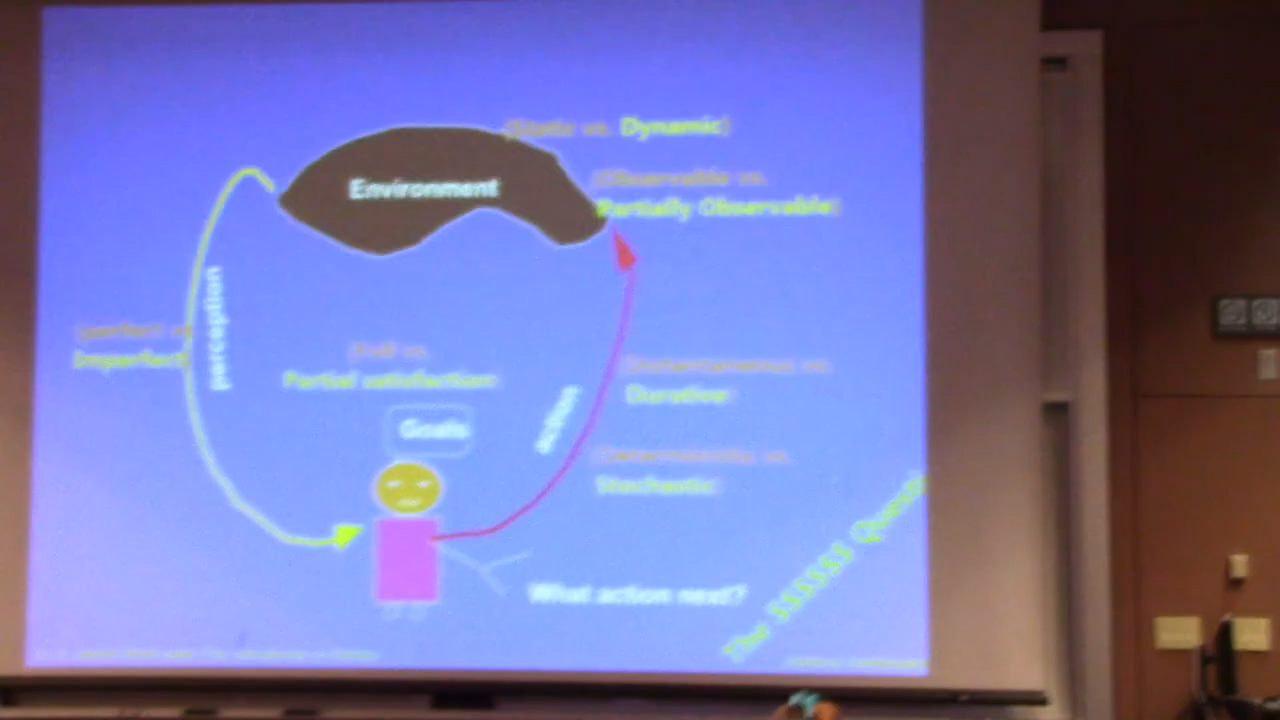 (Static vs. Dynamic)
Environment
(Observable vs.
Partially Observable)
perception
(perfect vs
Imperfect)
(Full vs.
Partial satisfaction)
(Instantaneous vs.
Durative)
Goals
action
(Deterministic vs.
Stochastic)
What action next?
The $$$$$$ Question